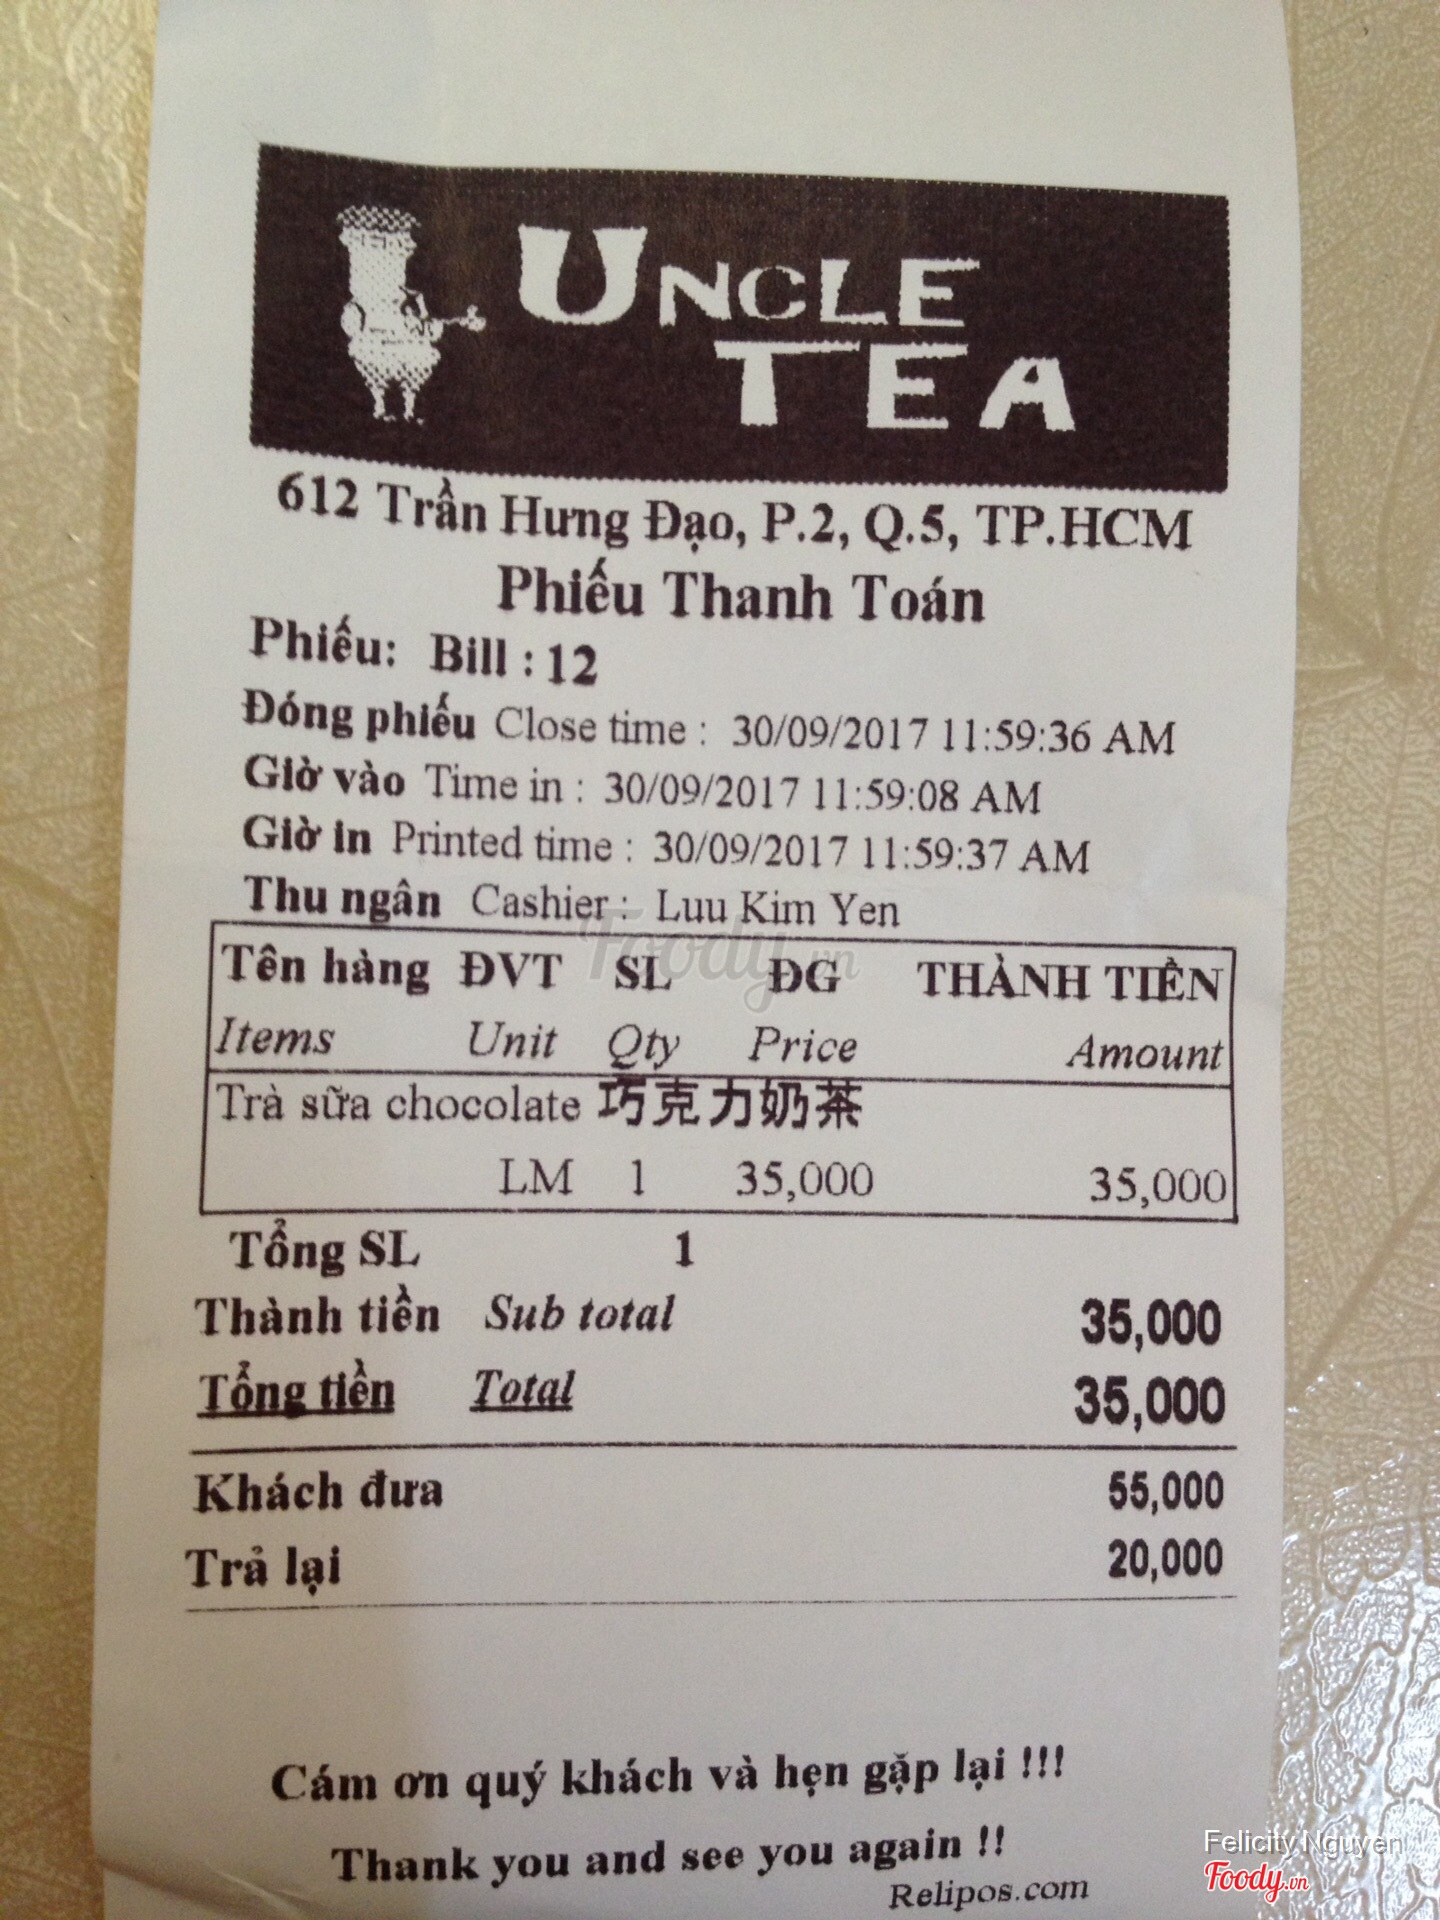 UNCLE
TEA
612 Trần Hưng Đạo, P.2, Q.5, TP.HCM
Phiếu Thanh Toán
Phiếu: Bill : 12
Đóng phiếu Close time : 30/09/2017 11:59:36 AM
Giờ vào Time in : 30/09/2017 11:59:08 AM
Giờ in Printed time : 30/09/2017 11:59:37 AM
Thu ngân Cashier : Luu Kim Yen
Foody.vn
Tên hàng ĐVT SL ĐG THÀNH TIỀN
Items Unit Qty Price Amount
Trà sữa chocolate 巧克力奶茶
LM 1 35,000 35,000
Tổng SL 1
Thành tiền Sub total 35,000
Tổng tiền Total 35,000
Khách đưa 55,000
Trả lại 20,000
Cám ơn quý khách và hẹn gặp lại !!!
Thank you and see you again !!
Relipos.com
Felicity Nguyen
Foody.vn